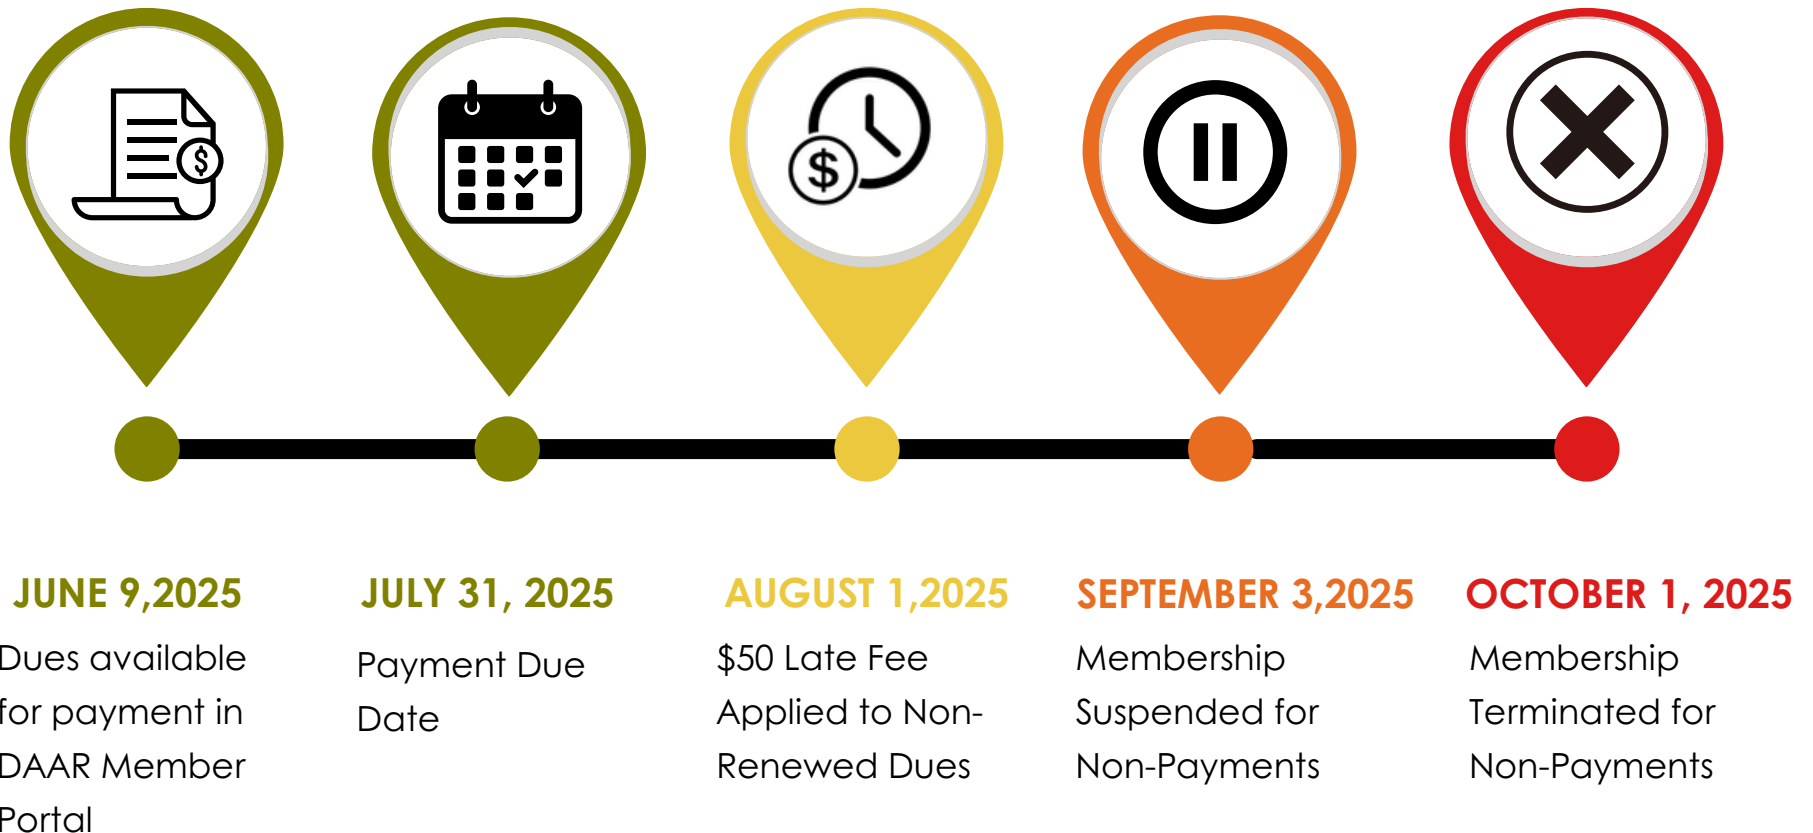 $
$
JUNE 9,2025
Dues available
for payment in
DAAR Member
Portal
JULY 31, 2025
Payment Due
Date
AUGUST 1,2025
$50 Late Fee
Applied to Non-
Renewed Dues
SEPTEMBER 3,2025
Membership
Suspended for
Non-Payments
OCTOBER 1, 2025
Membership
Terminated for
Non-Payments